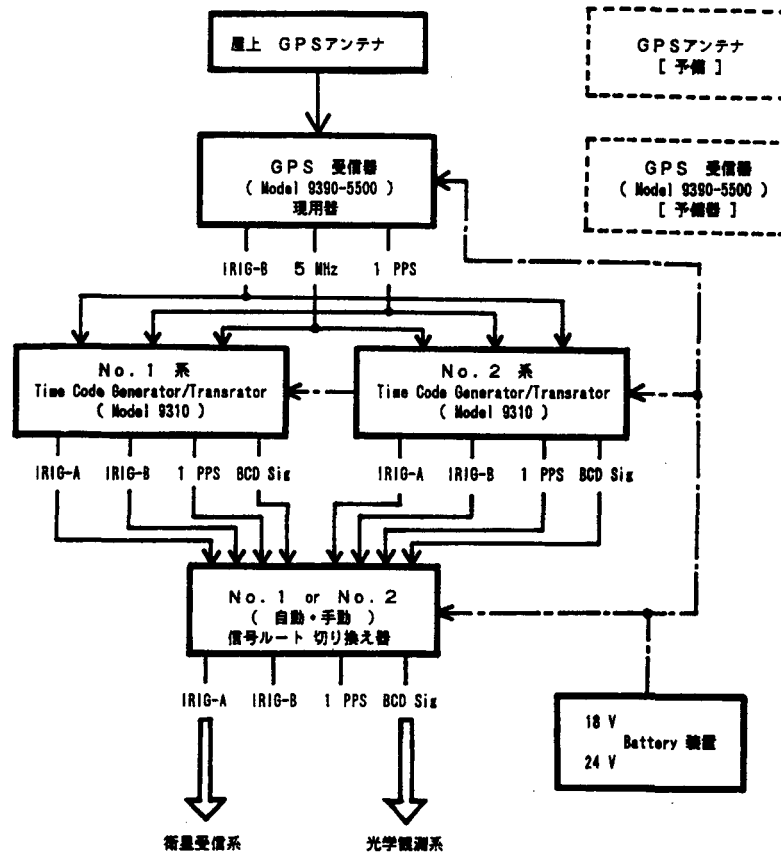 屋上 GPSアンテナ
GPSアンテナ
[ 予備 ]
GPS 受信器
( Model 9390-5500 )
現用器
GPS 受信器
( Model 9390-5500 )
[ 予備器 ]
IRIG-B 5 MHz 1 PPS
No. 1 系
Time Code Generator/Transrator
( Model 9310 )
No. 2 系
Time Code Generator/Transrator
( Model 9310 )
IRIG-A IRIG-B 1 PPS BCD Sig
IRIG-A IRIG-B 1 PPS BCD Sig
No. 1 or No. 2
( 自動・手動 )
信号ルート 切り換え器
IRIG-A IRIG-B 1 PPS BCD Sig
18 V
Battery 装置
24 V
衛星受信系
光学観測系